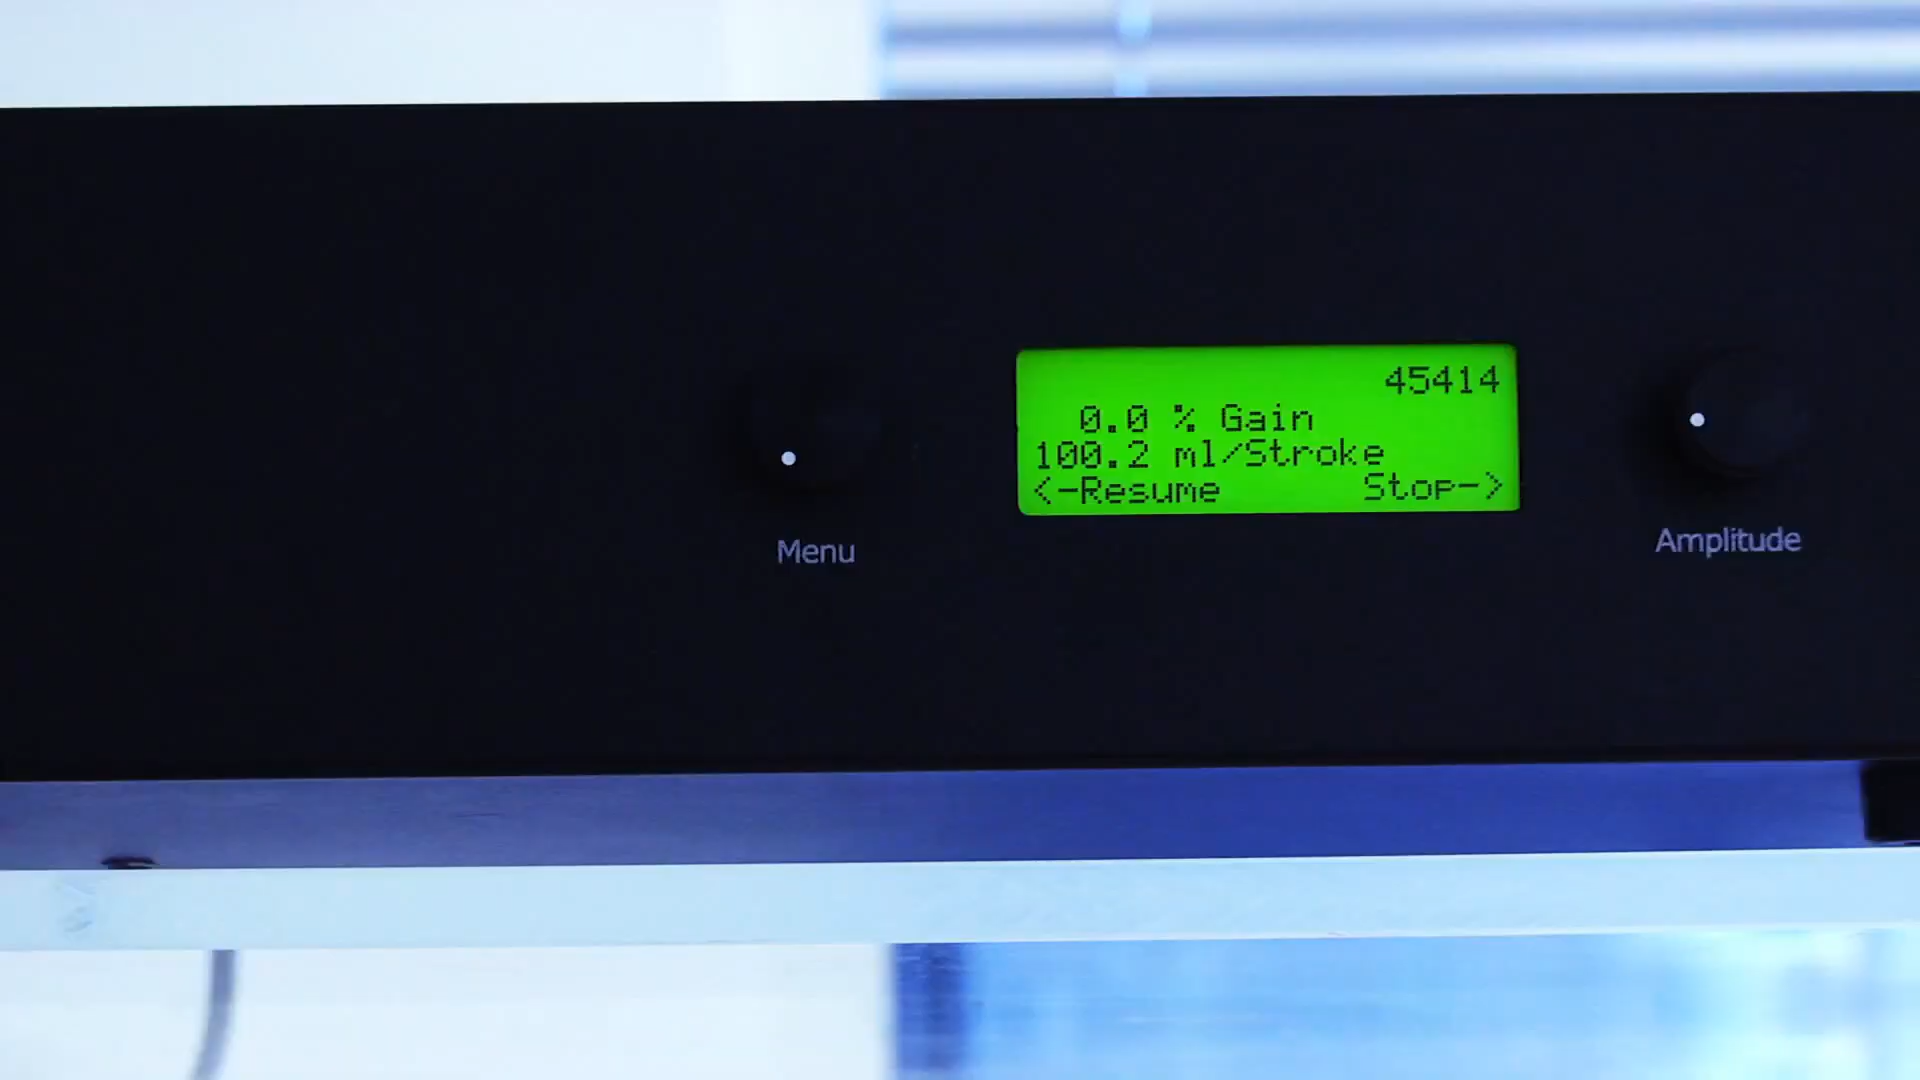 45414
0.0 % Gain
100.2 ml/Stroke
<-Resume Stop->
Menu
Amplitude